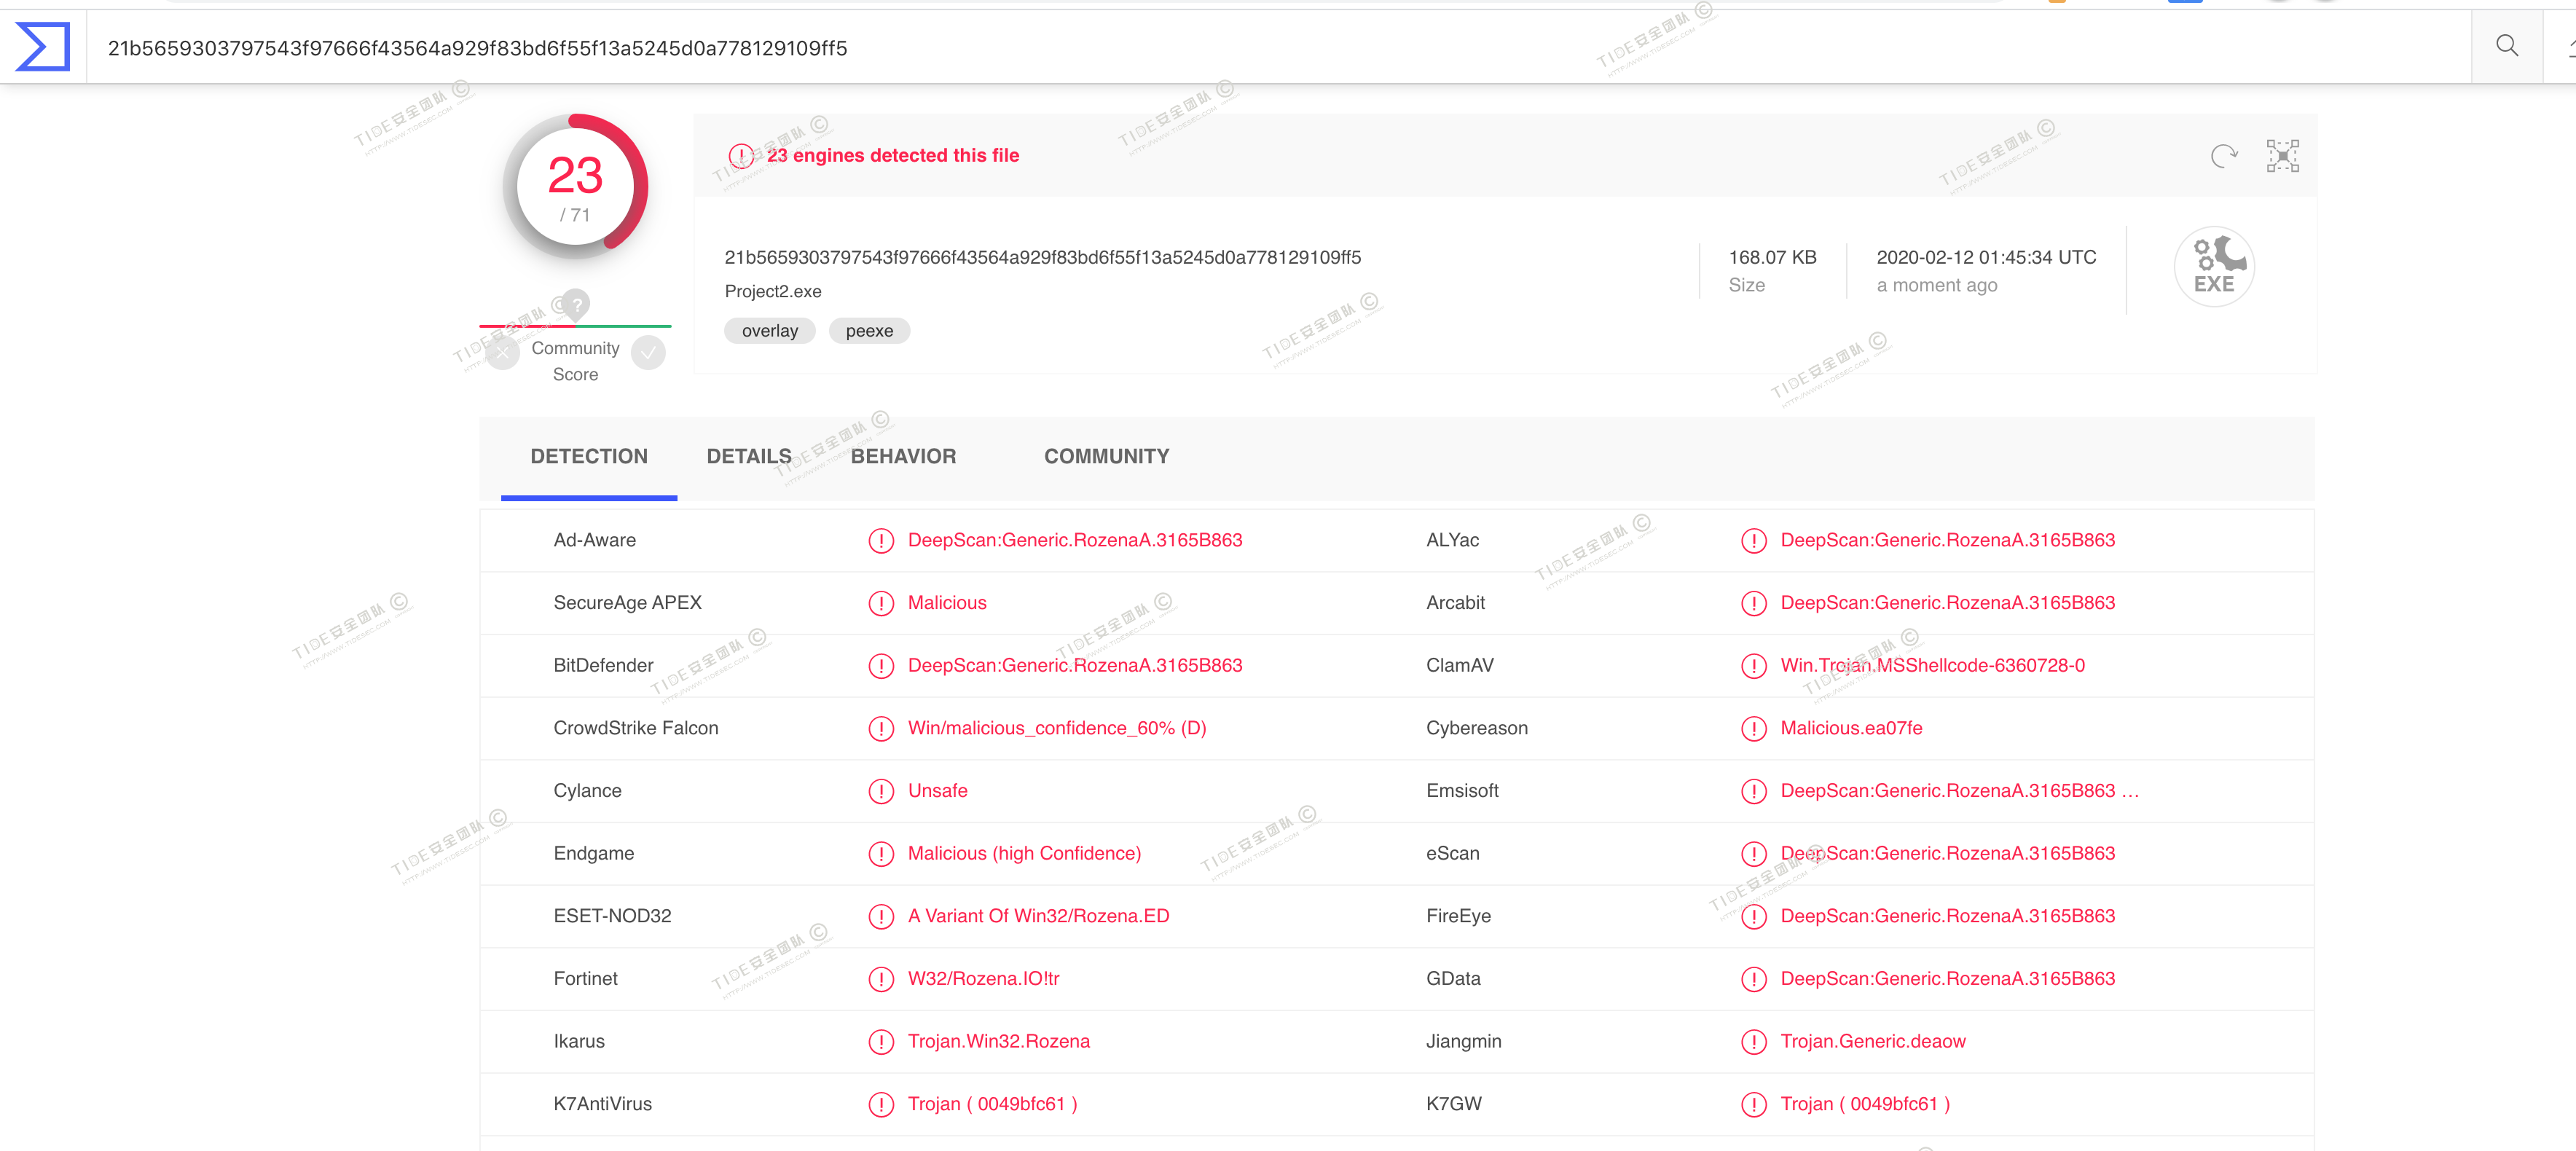 21b5659303797543f97666f43564a929f83bd6f55f13a5245d0a778129109ff5
23
/ 71
23 engines detected this file
21b5659303797543f97666f43564a929f83bd6f55f13a5245d0a778129109ff5
Project2.exe
overlay peexe
168.07 KB
Size
2020-02-12 01:45:34 UTC
a moment ago
EXE
?
Community
Score
DETECTION DETAILS BEHAVIOR COMMUNITY
Ad-Aware DeepScan:Generic.RozenaA.3165B863 ALYac DeepScan:Generic.RozenaA.3165B863
SecureAge APEX Malicious Arcabit DeepScan:Generic.RozenaA.3165B863
BitDefender DeepScan:Generic.RozenaA.3165B863 ClamAV Win.Trojan.MSShellcode-6360728-0
CrowdStrike Falcon Win/malicious_confidence_60% (D) Cybereason Malicious.ea07fe
Cylance Unsafe Emsisoft DeepScan:Generic.RozenaA.3165B863 ...
Endgame Malicious (high Confidence) eScan DeepScan:Generic.RozenaA.3165B863
ESET-NOD32 A Variant Of Win32/Rozena.ED FireEye DeepScan:Generic.RozenaA.3165B863
Fortinet W32/Rozena.IO!tr GData DeepScan:Generic.RozenaA.3165B863
Ikarus Trojan.Win32.Rozena Jiangmin Trojan.Generic.deaow
K7AntiVirus Trojan ( 0049bfc61 ) K7GW Trojan ( 0049bfc61 )
TIDE安全团队 ©
HTTP://WWW.TIDESEC.COM